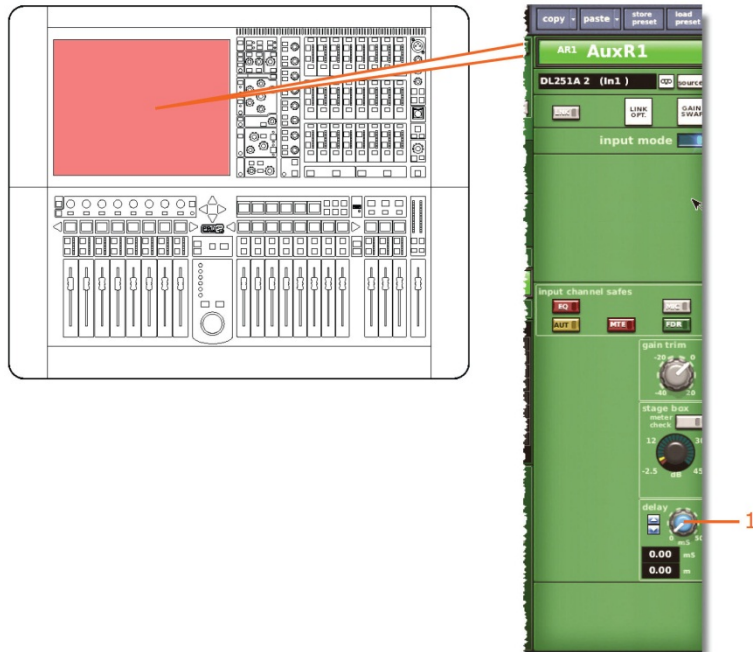 copy paste store preset load preset
AR1 AuxR1
DL251A 2 (In1) source
LINK OPT. GAIN SWAP
input mode
input channel safes
EQ MIC
AUT MTE FDR
gain trim
-20 0
-40 20
stage box
meter check
12 30
-2.5 dB 45
delay
0 50
mS
0.00 mS
0.00 m
1